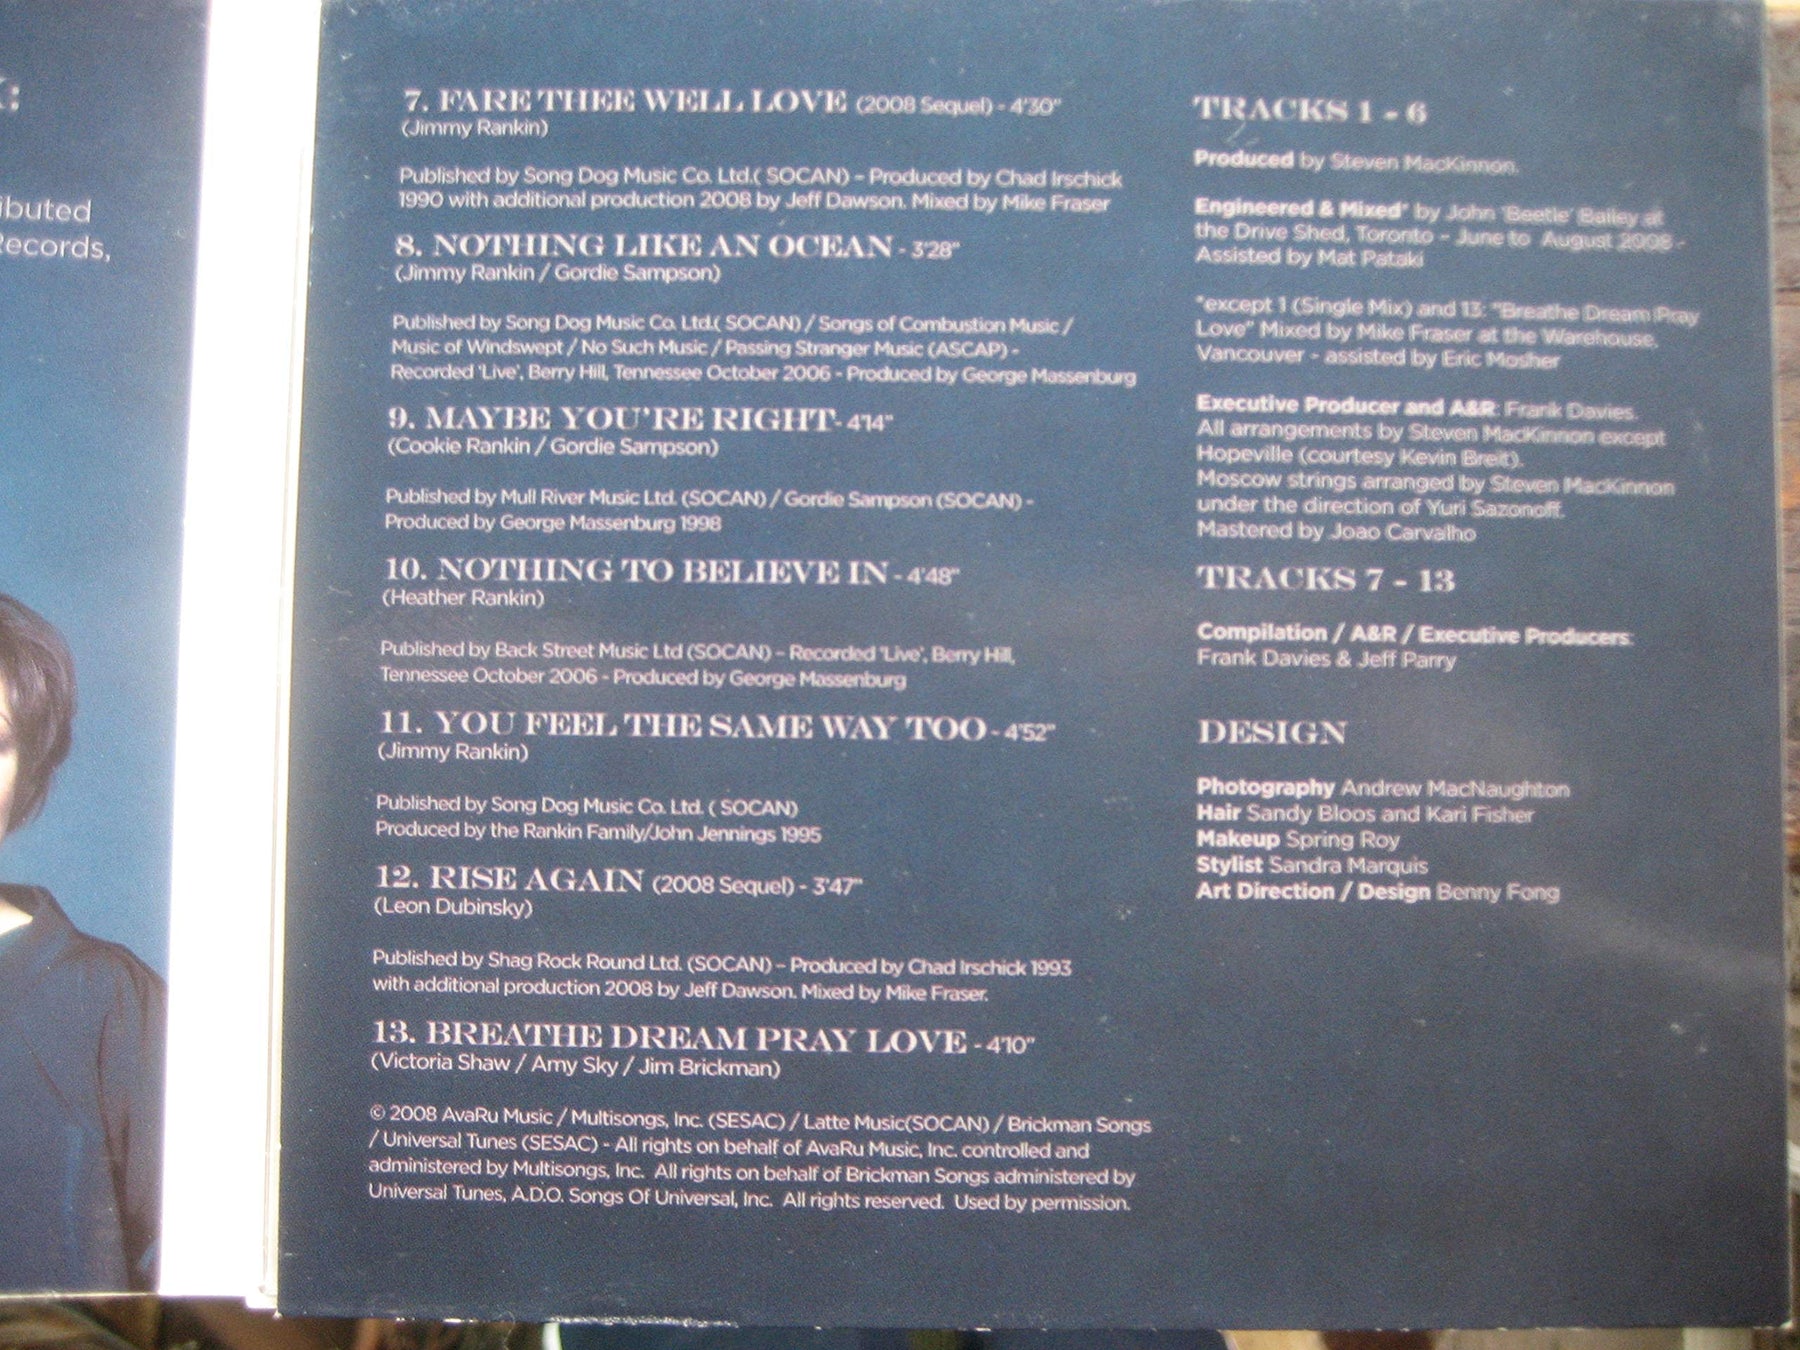 :
ibuted
Records,
7. FARE THEE WELL LOVE (2008 Sequel) - 4'30"
(Jimmy Rankin)
Published by Song Dog Music Co. Ltd.( SOCAN) – Produced by Chad Irschick
1990 with additional production 2008 by Jeff Dawson. Mixed by Mike Fraser
8. NOTHING LIKE AN OCEAN - 3'28"
(Jimmy Rankin / Gordie Sampson)
Published by Song Dog Music Co. Ltd.( SOCAN) / Songs of Combustion Music /
Music of Windswept / No Such Music / Passing Stranger Music (ASCAP) -
Recorded 'Live', Berry Hill, Tennessee October 2006 - Produced by George Massenburg
9. MAYBE YOU'RE RIGHT- 4'14"
(Cookie Rankin / Gordie Sampson)
Published by Mull River Music Ltd. (SOCAN) / Gordie Sampson (SOCAN) -
Produced by George Massenburg 1998
10. NOTHING TO BELIEVE IN - 4'48"
(Heather Rankin)
Published by Back Street Music Ltd (SOCAN) – Recorded 'Live', Berry Hill,
Tennessee October 2006 - Produced by George Massenburg
11. YOU FEEL THE SAME WAY TOO - 4'52"
(Jimmy Rankin)
Published by Song Dog Music Co. Ltd. ( SOCAN)
Produced by the Rankin Family/John Jennings 1995
12. RISE AGAIN (2008 Sequel) - 3'47"
(Leon Dubinsky)
Published by Shag Rock Round Ltd. (SOCAN) – Produced by Chad Irschick 1993
with additional production 2008 by Jeff Dawson. Mixed by Mike Fraser.
13. BREATHE DREAM PRAY LOVE - 4'10"
(Victoria Shaw / Amy Sky / Jim Brickman)
© 2008 AvaRu Music / Multisongs, Inc. (SESAC) / Latte Music(SOCAN) / Brickman Songs
/ Universal Tunes (SESAC) - All rights on behalf of AvaRu Music, Inc. controlled and
administered by Multisongs, Inc. All rights on behalf of Brickman Songs administered by
Universal Tunes, A.D.O. Songs Of Universal, Inc. All rights reserved. Used by permission.
TRACKS 1 - 6
Produced by Steven MacKinnon.
Engineered & Mixed* by John 'Beetle' Bailey at
the Drive Shed, Toronto – June to August 2008 -
Assisted by Mat Pataki
*except 1 (Single Mix) and 13: "Breathe Dream Pray
Love" Mixed by Mike Fraser at the Warehouse,
Vancouver - assisted by Eric Mosher
Executive Producer and A&R: Frank Davies.
All arrangements by Steven MacKinnon except
Hopeville (courtesy Kevin Breit).
Moscow strings arranged by Steven MacKinnon
under the direction of Yuri Sazonoff.
Mastered by Joao Carvalho
TRACKS 7 - 13
Compilation / A&R / Executive Producers:
Frank Davies & Jeff Parry
DESIGN
Photography Andrew MacNaughton
Hair Sandy Bloos and Kari Fisher
Makeup Spring Roy
Stylist Sandra Marquis
Art Direction / Design Benny Fong